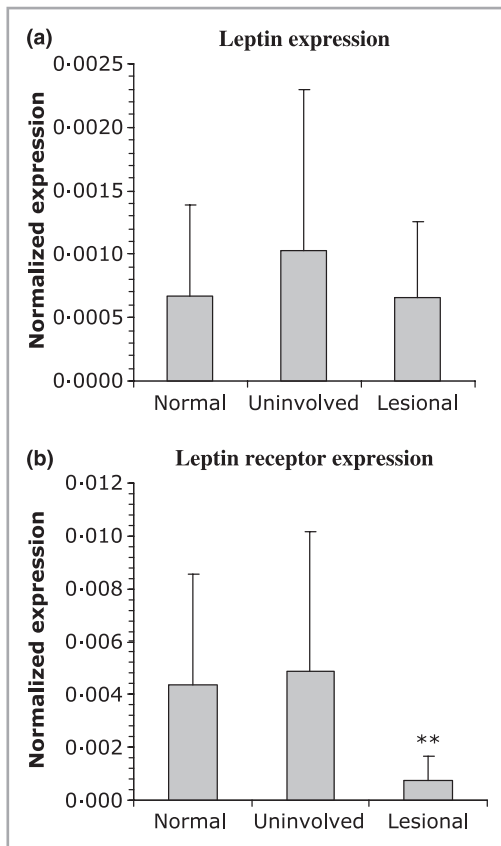 (a) Leptin expression
Normalized expression
0·0025
0·0020
0·0015
0·0010
0·0005
0·0000
Normal Uninvolved Lesional
(b) Leptin receptor expression
Normalized expression
0·012
0·010
0·008
0·006
0·004
0·002
0·000
**
Normal Uninvolved Lesional